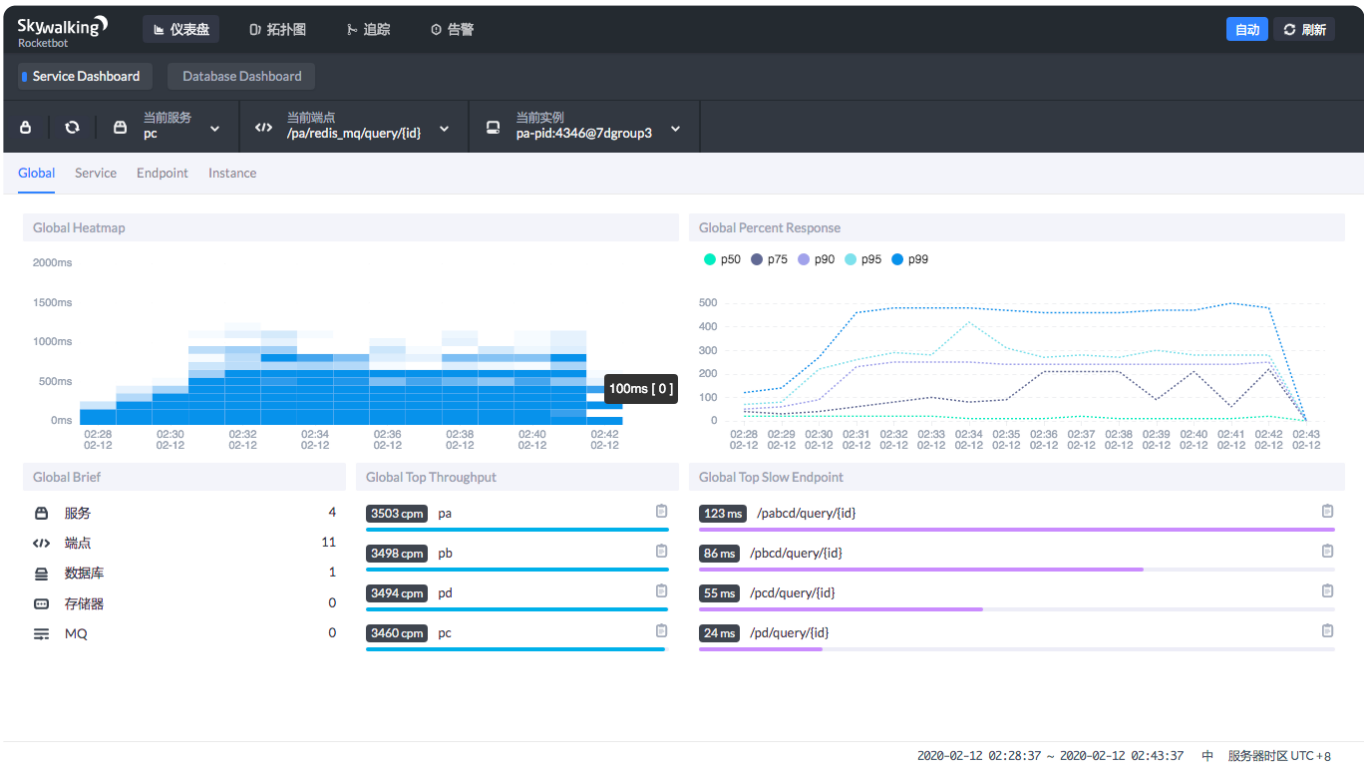 Skywalking
Rocketbot
仪表盘 拓扑图 追踪 告警 自动 刷新
Service Dashboard Database Dashboard
当前服务 当前端点 当前实例
pc /pa/redis_mq/query/{id} pa-pid:4346@7dgroup3
Global Service Endpoint Instance
Global Heatmap
2000ms
1500ms
1000ms
500ms
0ms
100ms [ 0 ]
02:28 02:30 02:32 02:34 02:36 02:38 02:40 02:42
02-12 02-12 02-12 02-12 02-12 02-12 02-12 02-12
Global Percent Response
p50 p75 p90 p95 p99
500
400
300
200
100
0
02:28 02:29 02:30 02:31 02:32 02:33 02:34 02:35 02:36 02:37 02:38 02:39 02:40 02:41 02:42 02:43
02-12 02-12 02-12 02-12 02-12 02-12 02-12 02-12 02-12 02-12 02-12 02-12 02-12 02-12 02-12 02-12
Global Brief
服务 4
端点 11
数据库 1
存储器 0
MQ 0
Global Top Throughput
3503 cpm pa
3498 cpm pb
3494 cpm pd
3460 cpm pc
Global Top Slow Endpoint
123 ms /pabcd/query/{id}
86 ms /pbcd/query/{id}
55 ms /pcd/query/{id}
24 ms /pd/query/{id}
2020-02-12 02:28:37 ~ 2020-02-12 02:43:37 中 服务器时区 UTC +8